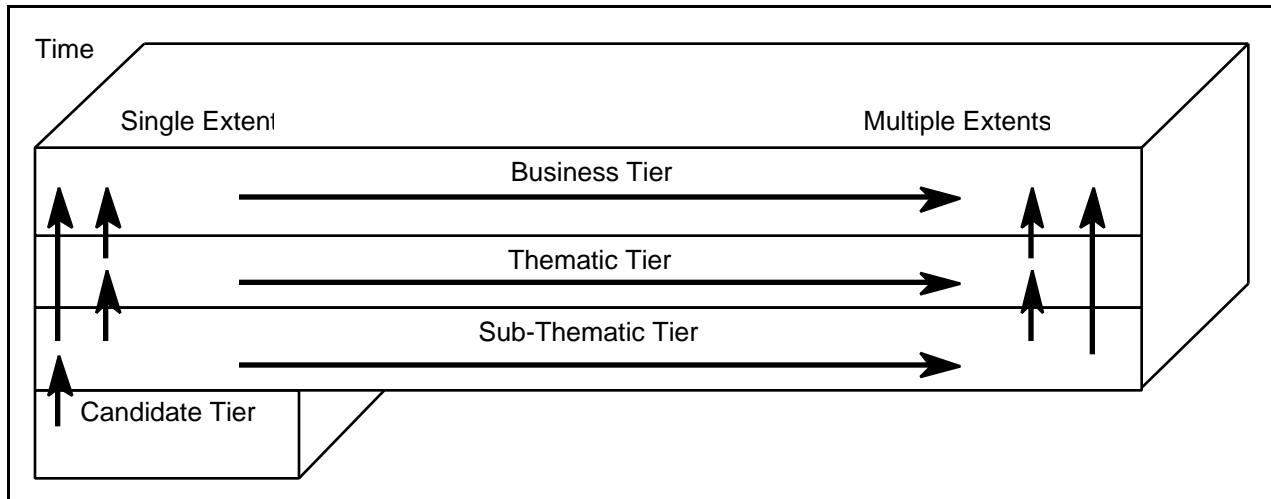 Time
Single Extent
Multiple Extents
Business Tier
Thematic Tier
Sub-Thematic Tier
Candidate Tier